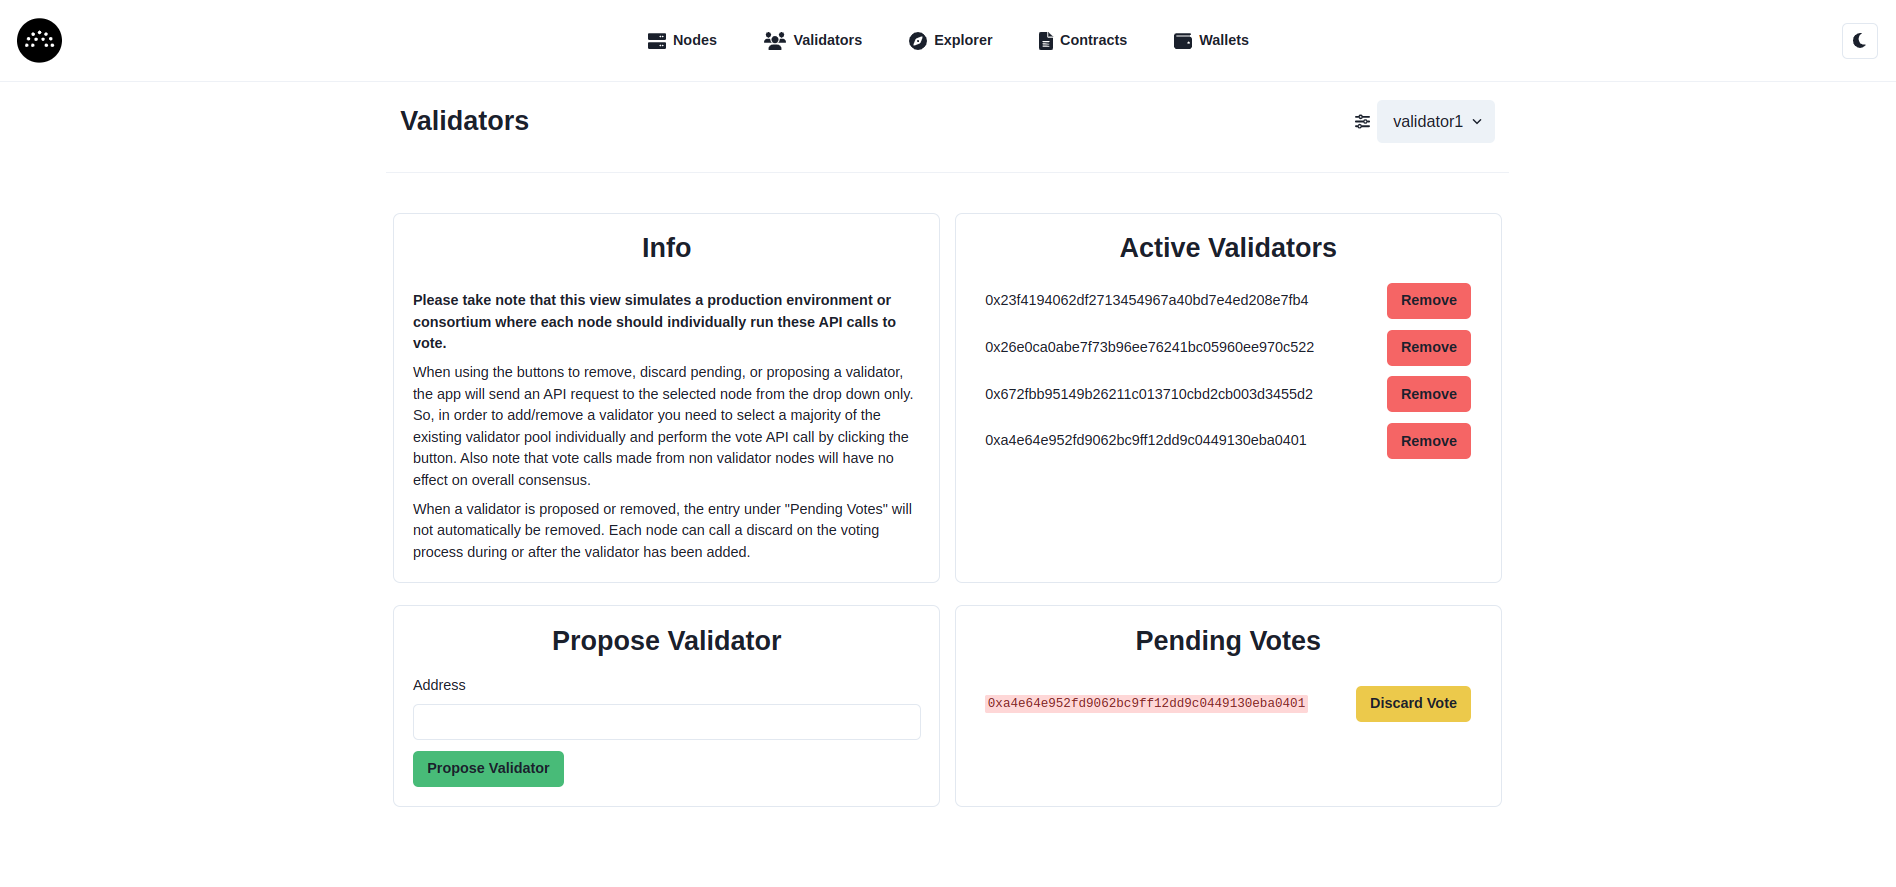 Nodes Validators Explorer Contracts Wallets
Validators
validator1
Info
Please take note that this view simulates a production environment or
consortium where each node should individually run these API calls to
vote.
When using the buttons to remove, discard pending, or proposing a validator,
the app will send an API request to the selected node from the drop down only.
So, in order to add/remove a validator you need to select a majority of the
existing validator pool individually and perform the vote API call by clicking the
button. Also note that vote calls made from non validator nodes will have no
effect on overall consensus.
When a validator is proposed or removed, the entry under "Pending Votes" will
not automatically be removed. Each node can call a discard on the voting
process during or after the validator has been added.
Active Validators
0x23f4194062df2713454967a40bd7e4ed208e7fb4 Remove
0x26e0ca0abe7f73b96ee76241bc05960ee970c522 Remove
0x672fbb95149b26211c013710cbd2cb003d3455d2 Remove
0xa4e64e952fd9062bc9ff12dd9c0449130eba0401 Remove
Propose Validator
Address
Propose Validator
Pending Votes
0xa4e64e952fd9062bc9ff12dd9c0449130eba0401 Discard Vote